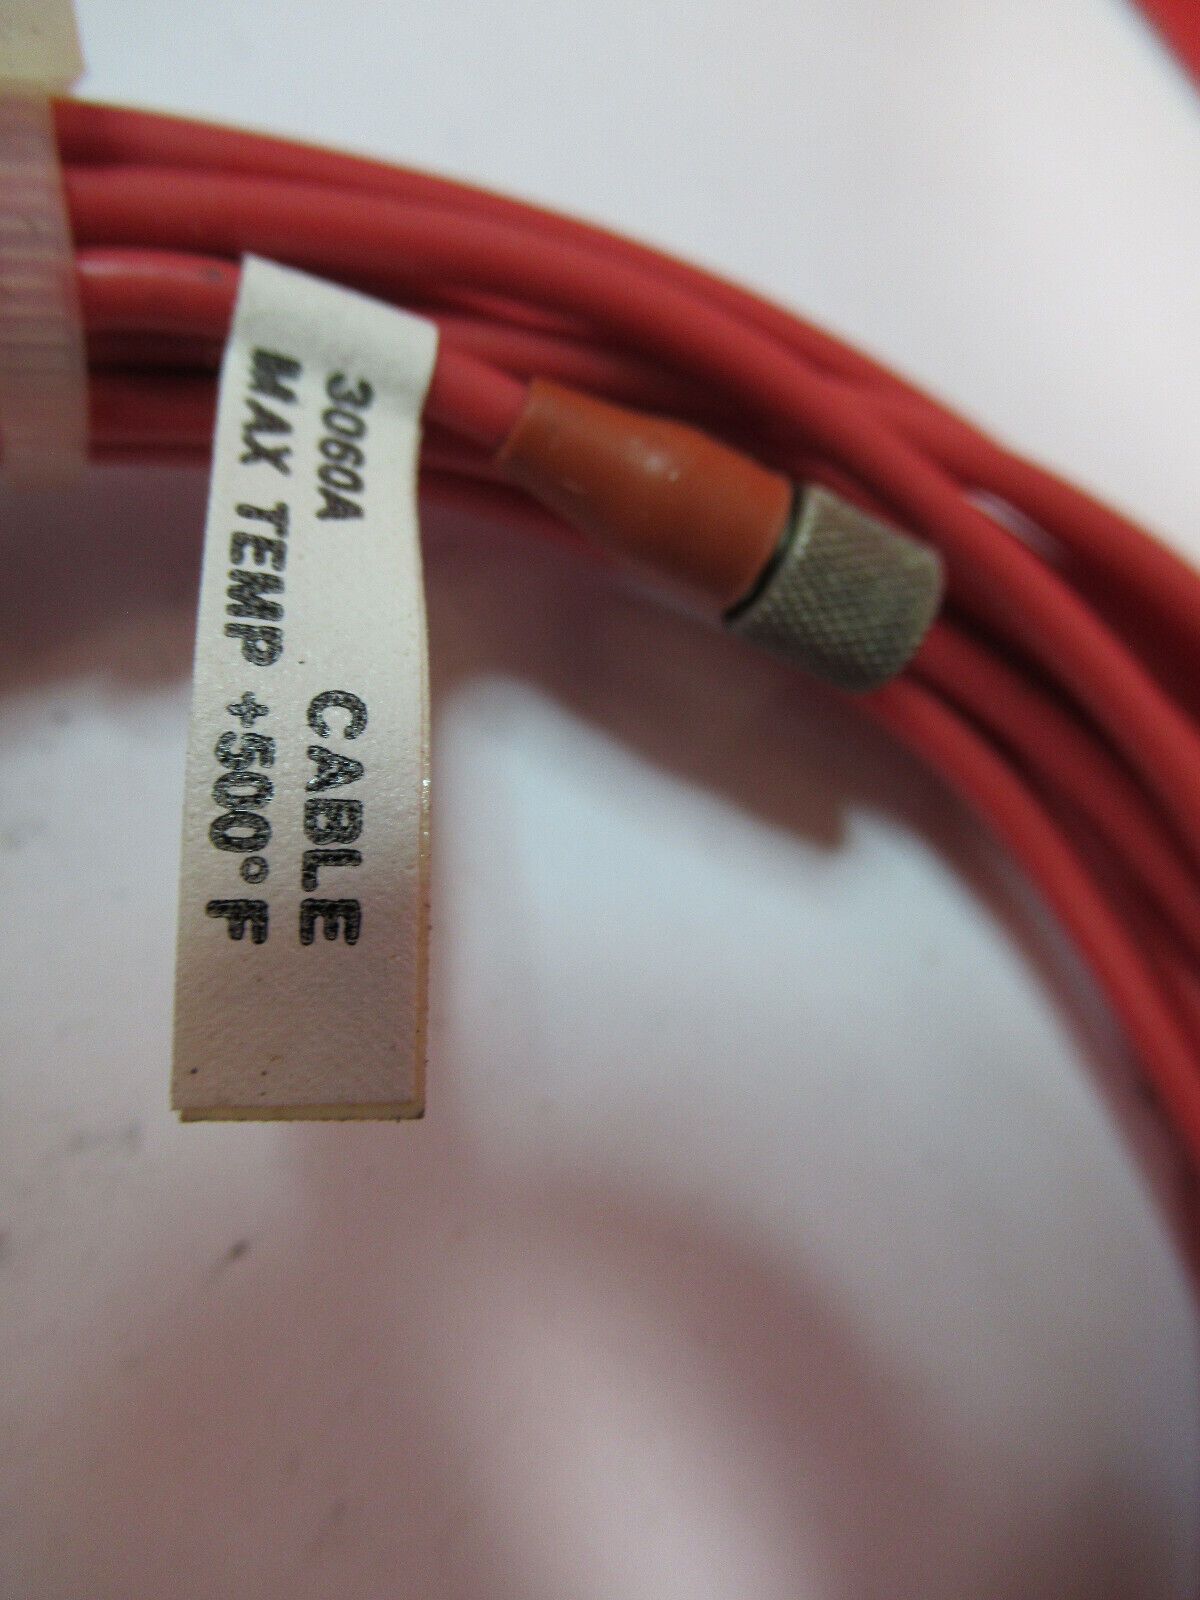 3060A CABLE
MAX TEMP +500°F